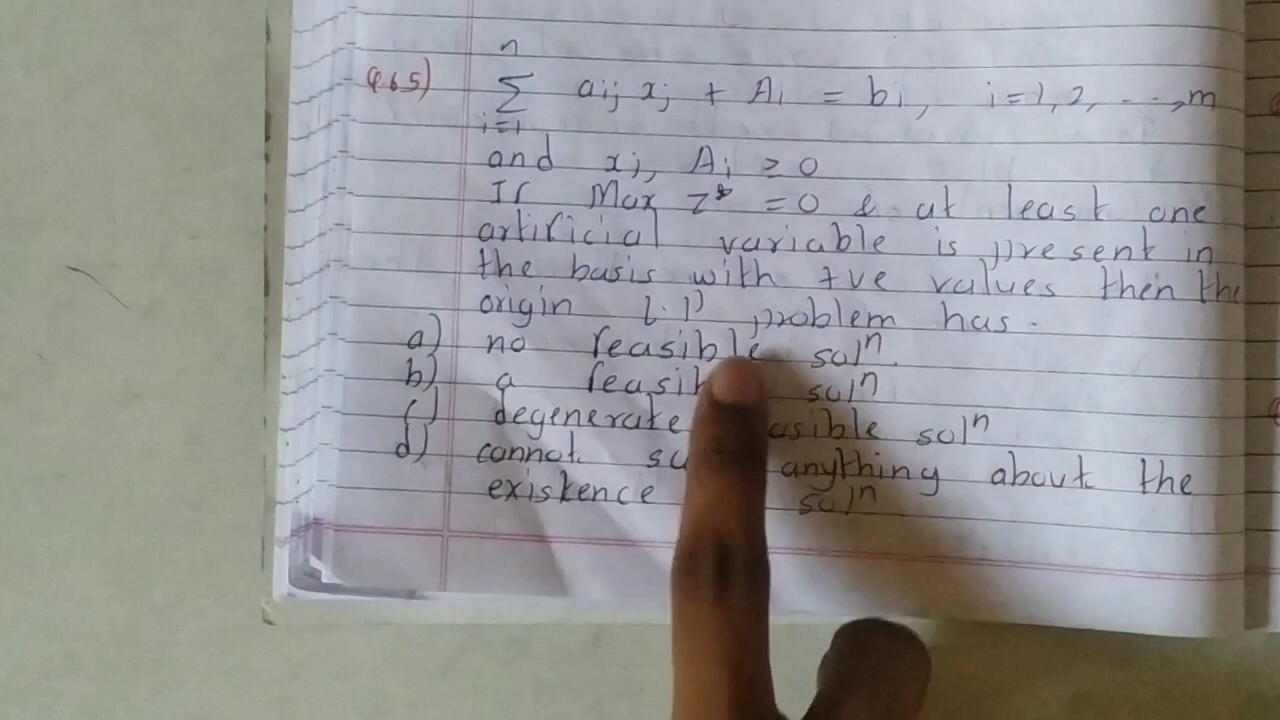 n
Q65) Σ aij xj + Ai = bi, i=1,2,...,m
i=1
and xj, Ai ≥ 0
If Max Z* = 0 & at least one
artificial variable is present in
the basis with +ve values then the
origin L.P problem has.
a) no feasible solⁿ.
b) a solⁿ
c) degenerate solⁿ
d) cannot anything about the
existence solⁿ